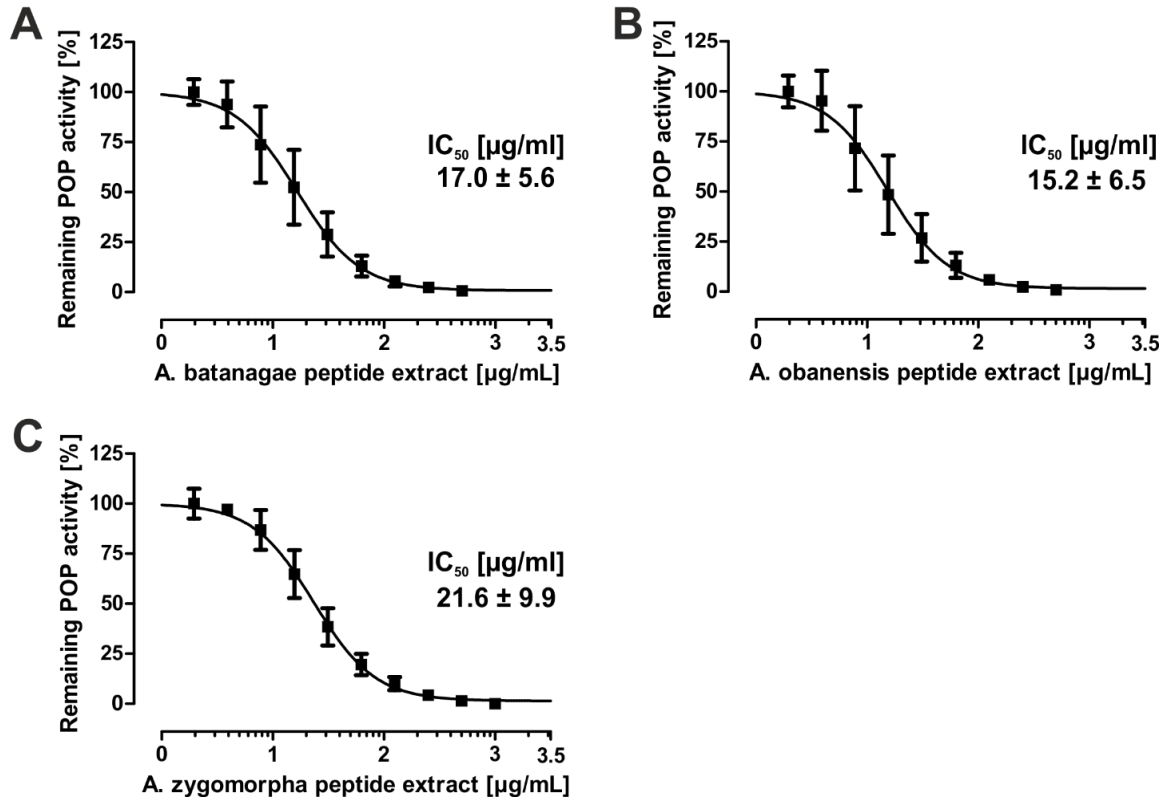 A
Remaining POP activity [%]
125
100
75
50
25
0
IC50 [µg/ml]
17.0 ± 5.6
0 1 2 3 3.5
A. batanagae peptide extract [µg/mL]
B
Remaining POP activity [%]
125
100
75
50
25
0
IC50 [µg/ml]
15.2 ± 6.5
0 1 2 3 3.5
A. obanensis peptide extract [µg/mL]
C
Remaining POP activity [%]
125
100
75
50
25
0
IC50 [µg/ml]
21.6 ± 9.9
0 1 2 3 3.5
A. zygomorpha peptide extract [µg/mL]